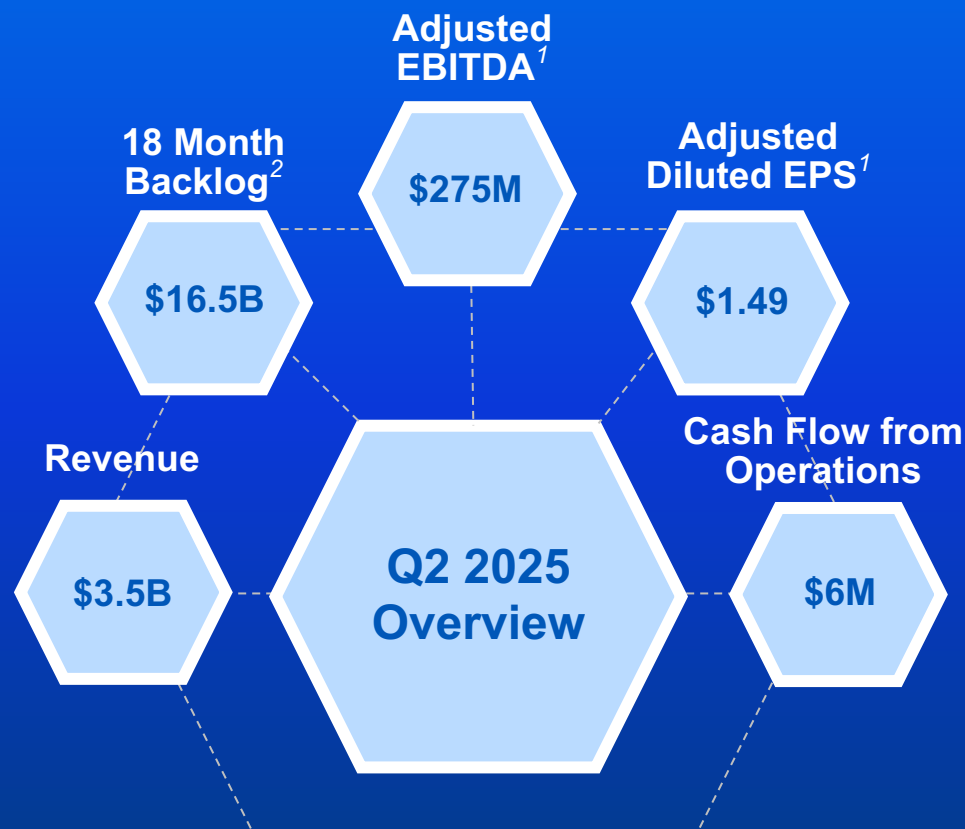 Adjusted
EBITDA1
$275M
18 Month
Backlog2
$16.5B
Adjusted
Diluted EPS1
$1.49
Revenue
$3.5B
Cash Flow from
Operations
$6M
Q2 2025
Overview